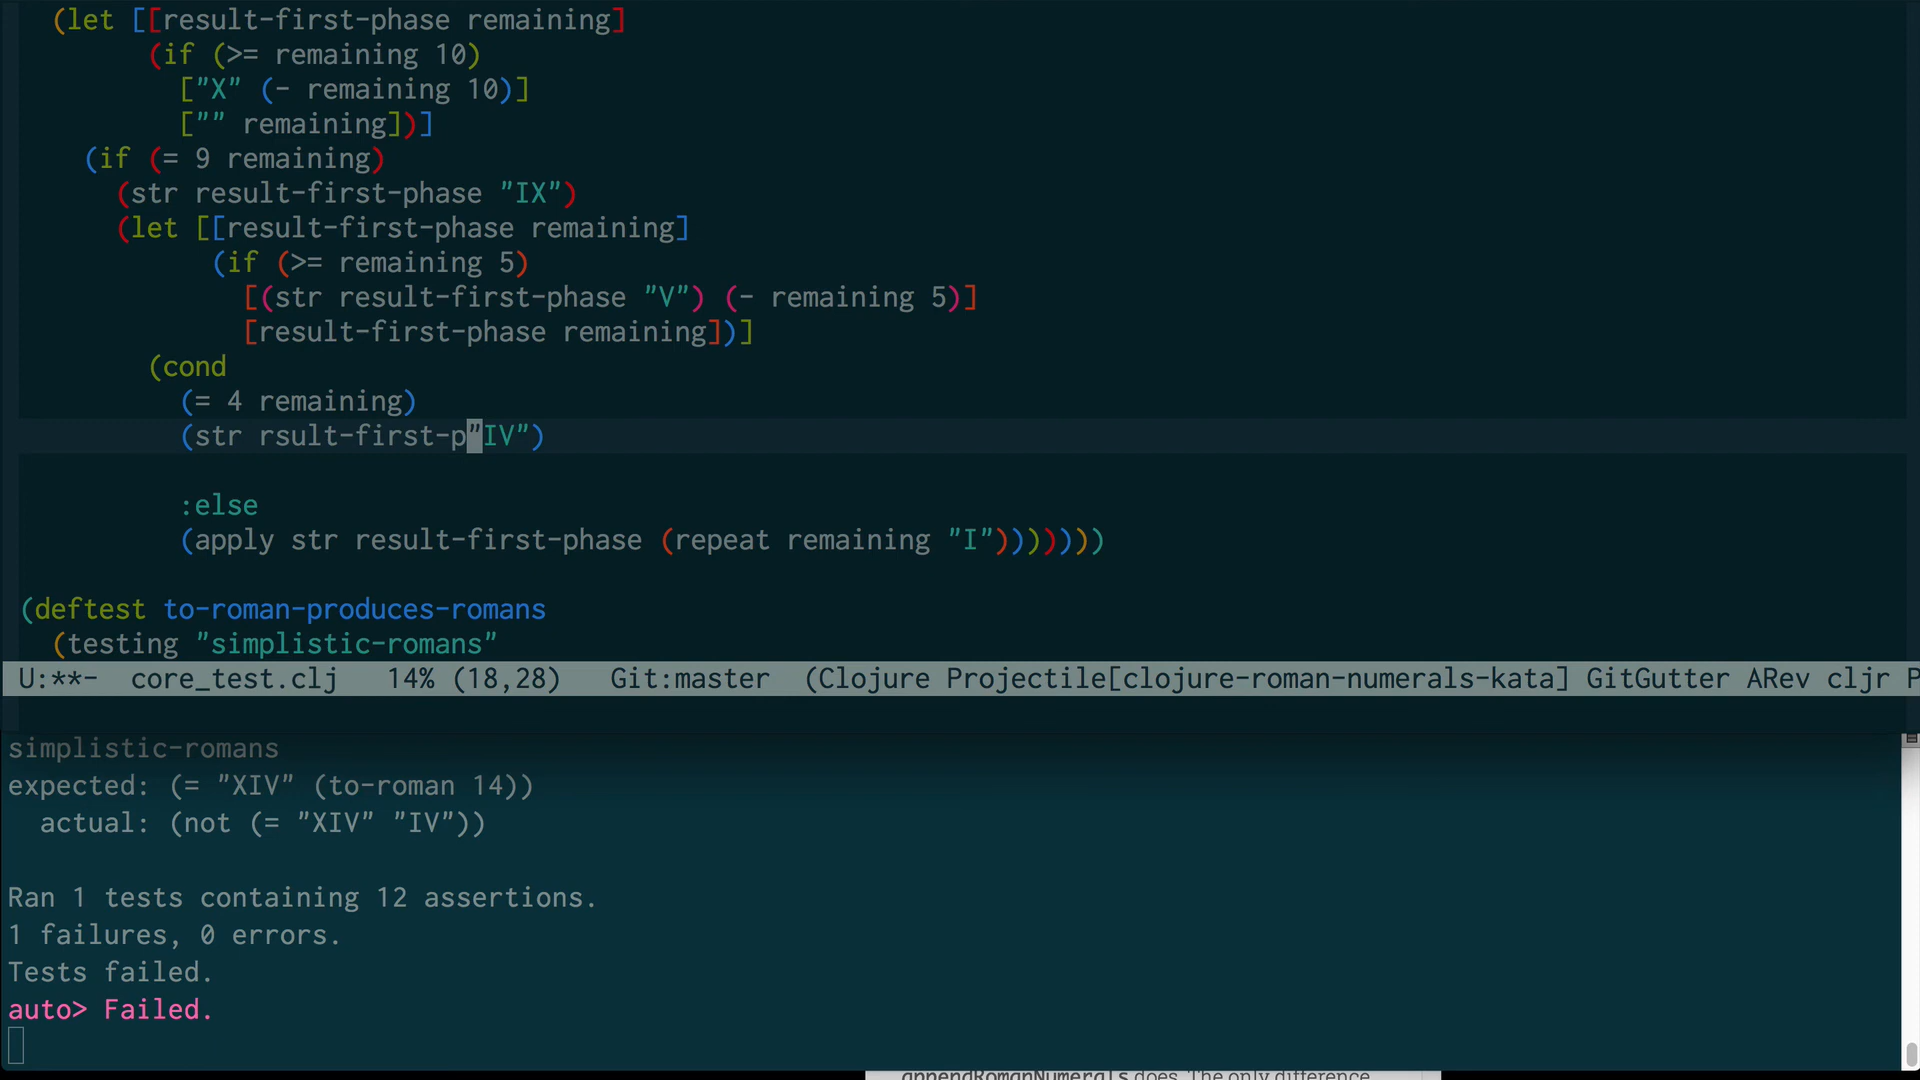 (let [[result-first-phase remaining]
(if (>= remaining 10)
["X" (- remaining 10)]
["" remaining])]
(if (= 9 remaining)
(str result-first-phase "IX")
(let [[result-first-phase remaining]
(if (>= remaining 5)
[(str result-first-phase "V") (- remaining 5)]
[result-first-phase remaining])]
(cond
(= 4 remaining)
(str rsult-first-p"IV")
:else
(apply str result-first-phase (repeat remaining "I")))))))
(deftest to-roman-produces-romans
(testing "simplistic-romans"
U:**- core_test.clj 14% (18,28) Git:master (Clojure Projectile[clojure-roman-numerals-kata] GitGutter ARev cljr P
simplistic-romans
expected: (= "XIV" (to-roman 14))
actual: (not (= "XIV" "IV"))
Ran 1 tests containing 12 assertions.
1 failures, 0 errors.
Tests failed.
auto> Failed.
appendRomanNumerals does. The only difference